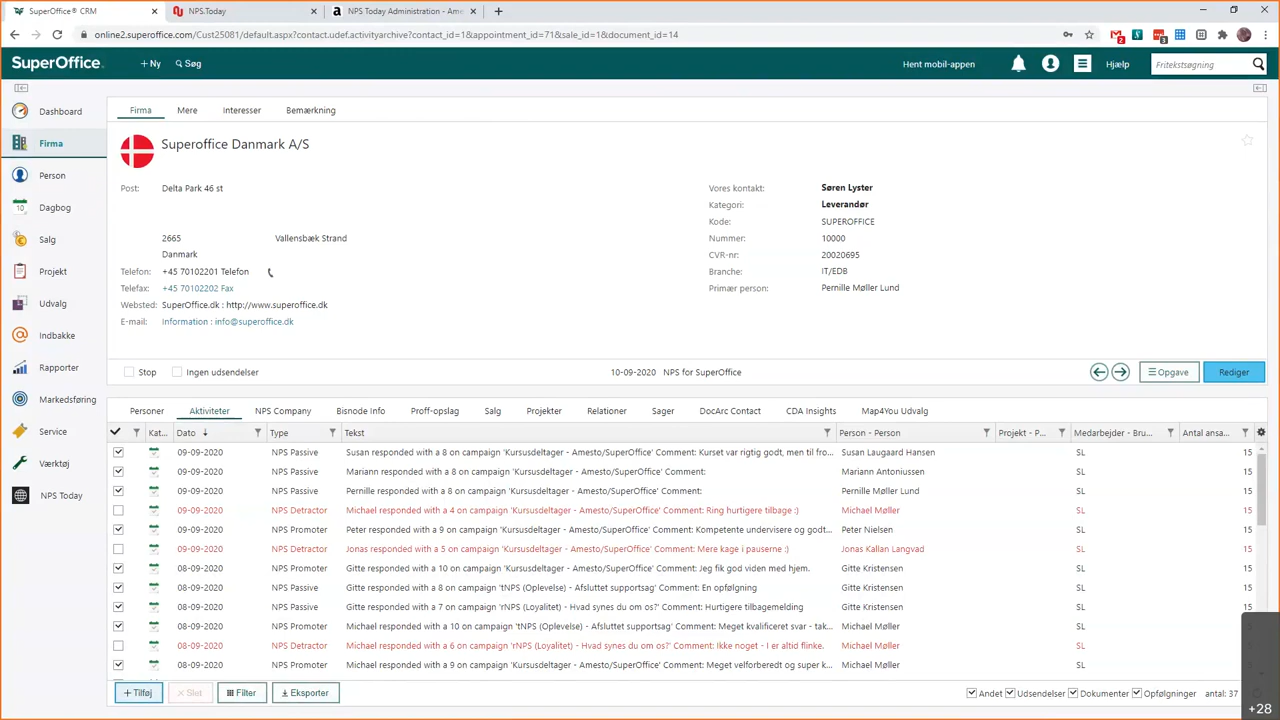 SuperOffice® CRM
NPS.Today
NPS Today Administration - Ame
online2.superoffice.com/Cust25081/default.aspx?contact.udef.activityarchive?contact_id=1&appointment_id=71&sale_id=1&document_id=14
2
3
SuperOffice.
+ Ny
Søg
Hent mobil-appen
Hjælp
Fritekstsøgning
Dashboard
Firma
Person
Dagbog
10
Salg
Projekt
Udvalg
Indbakke
Rapporter
Markedsføring
Service
Værktøj
NPS Today
Firma
Mere
Interesser
Bemærkning
Superoffice Danmark A/S
Post: Delta Park 46 st
2665 Vallensbæk Strand
Danmark
Telefon: +45 70102201 Telefon
Telefax: +45 70102202 Fax
Websted: SuperOffice.dk : http://www.superoffice.dk
E-mail: Information : info@superoffice.dk
Vores kontakt: Søren Lyster
Kategori: Leverandør
Kode: SUPEROFFICE
Nummer: 10000
CVR-nr: 20020695
Branche: IT/EDB
Primær person: Pernille Møller Lund
Stop Ingen udsendelser 10-09-2020 NPS for SuperOffice Opgave Rediger
Personer Aktiviteter NPS Company Bisnode Info Proff-opslag Salg Projekter Relationer Sager DocArc Contact CDA Insights Map4You Udvalg
Kat... Dato Type Tekst Person - Person Projekt - P... Medarbejder - Bru... Antal ansa...
09-09-2020 NPS Passive Susan responded with a 8 on campaign 'Kursusdeltager - Amesto/SuperOffice' Comment: Kurset var rigtig godt, men til fro... Susan Laugaard Hansen SL 15
09-09-2020 NPS Passive Mariann responded with a 8 on campaign 'Kursusdeltager - Amesto/SuperOffice' Comment: Mariann Antoniussen SL 15
09-09-2020 NPS Passive Pernille responded with a 8 on campaign 'Kursusdeltager - Amesto/SuperOffice' Comment: Pernille Møller Lund SL 15
09-09-2020 NPS Detractor Michael responded with a 4 on campaign 'Kursusdeltager - Amesto/SuperOffice' Comment: Ring hurtigere tilbage :) Michael Møller SL 15
09-09-2020 NPS Promoter Peter responded with a 9 on campaign 'Kursusdeltager - Amesto/SuperOffice' Comment: Kompetente undervisere og godt... Peter Nielsen SL 15
09-09-2020 NPS Detractor Jonas responded with a 5 on campaign 'Kursusdeltager - Amesto/SuperOffice' Comment: Mere kage i pauserne :) Jonas Kallan Langvad SL 15
08-09-2020 NPS Promoter Gitte responded with a 10 on campaign 'Kursusdeltager - Amesto/SuperOffice' Comment: Jeg fik god viden med hjem. Gitte Kristensen SL 15
08-09-2020 NPS Passive Gitte responded with a 8 on campaign 'tNPS (Oplevelse) - Afsluttet supportsag' Comment: En opfølgning Gitte Kristensen SL 15
08-09-2020 NPS Passive Gitte responded with a 7 on campaign 'rNPS (Loyalitet) - Hvad synes du om os?' Comment: Hurtigere tilbagemelding Gitte Kristensen SL 15
08-09-2020 NPS Promoter Michael responded with a 10 on campaign 'tNPS (Oplevelse) - Afsluttet supportsag' Comment: Meget kvalificeret svar - tak... Michael Møller SL 15
08-09-2020 NPS Detractor Michael responded with a 6 on campaign 'rNPS (Loyalitet) - Hvad synes du om os?' Comment: Ikke noget - I er altid flinke. Michael Møller SL
08-09-2020 NPS Promoter Michael responded with a 9 on campaign 'Kursusdeltager - Amesto/SuperOffice' Comment: Meget velforberedt og super k... Michael Møller SL
+ Tilføj Slet Filter Eksporter Andet Udsendelser Dokumenter Opfølgninger antal: 37
+28